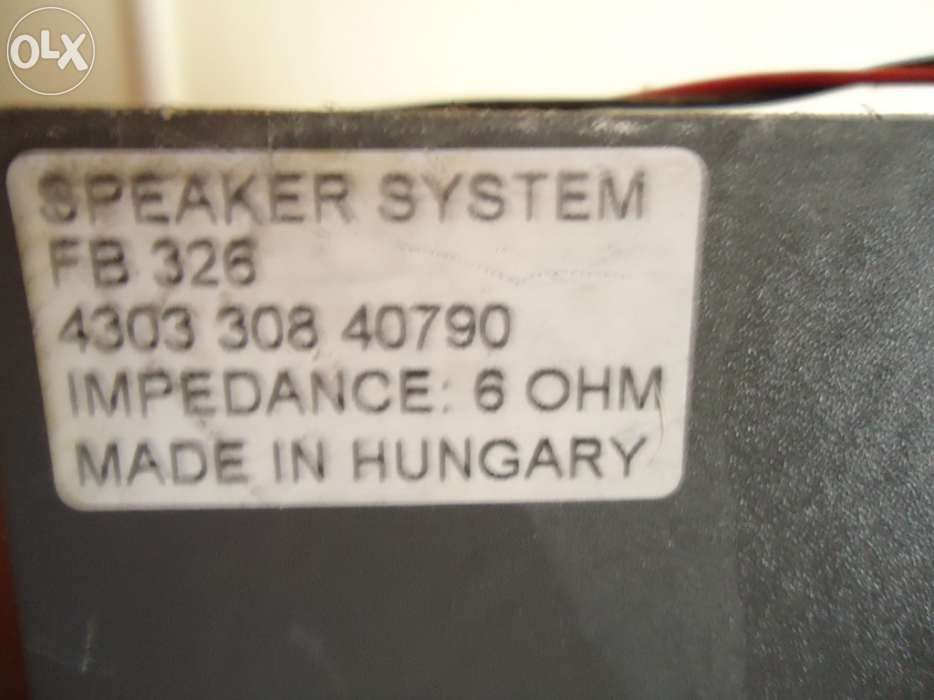 OLX
SPEAKER SYSTEM
FB 326
4303 308 40790
IMPEDANCE: 6 OHM
MADE IN HUNGARY